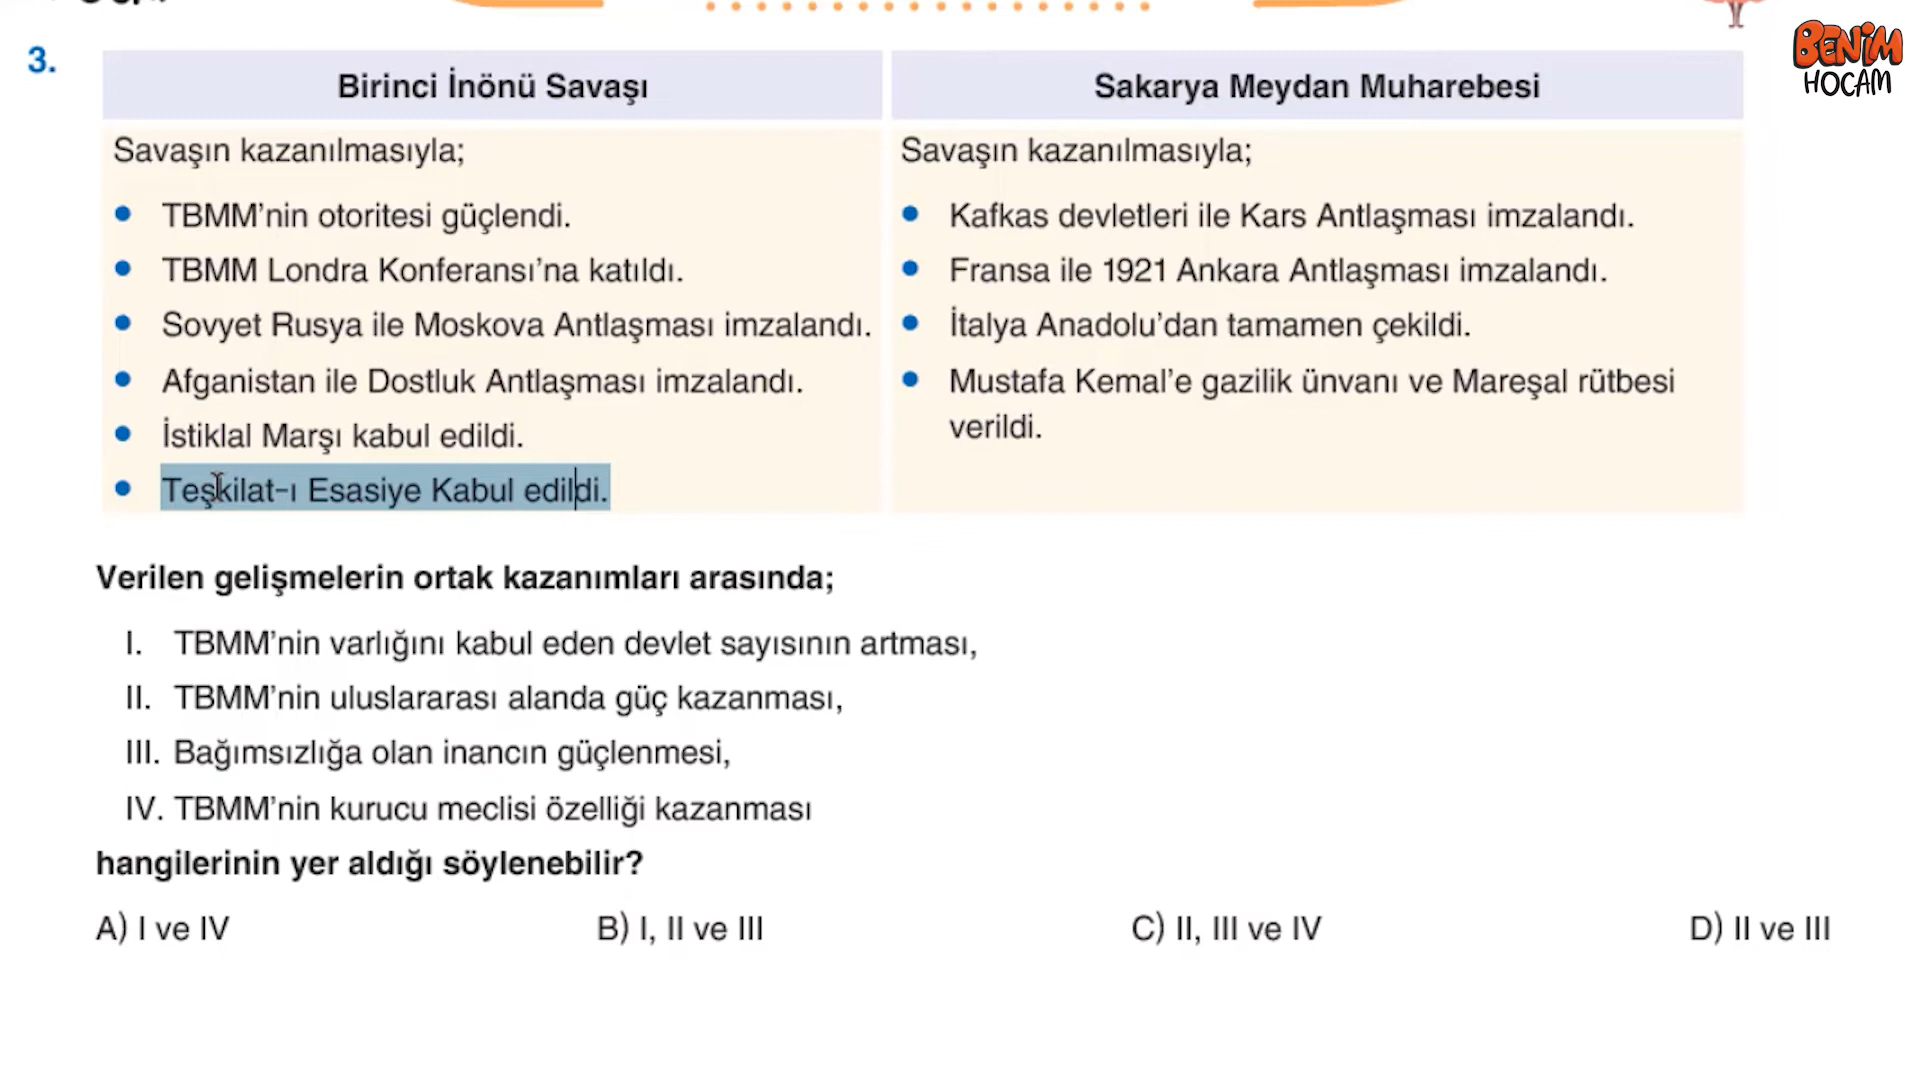 BENİM
HOCAM
3.
Birinci İnönü Savaşı
Savaşın kazanılmasıyla;
• TBMM'nin otoritesi güçlendi.
• TBMM Londra Konferansı'na katıldı.
• Sovyet Rusya ile Moskova Antlaşması imzalandı.
• Afganistan ile Dostluk Antlaşması imzalandı.
• İstiklal Marşı kabul edildi.
• Teşkilat-ı Esasiye Kabul edildi.
Sakarya Meydan Muharebesi
Savaşın kazanılmasıyla;
• Kafkas devletleri ile Kars Antlaşması imzalandı.
• Fransa ile 1921 Ankara Antlaşması imzalandı.
• İtalya Anadolu'dan tamamen çekildi.
• Mustafa Kemal'e gazilik ünvanı ve Mareşal rütbesi
verildi.
Verilen gelişmelerin ortak kazanımları arasında;
I. TBMM'nin varlığını kabul eden devlet sayısının artması,
II. TBMM'nin uluslararası alanda güç kazanması,
III. Bağımsızlığa olan inancın güçlenmesi,
IV. TBMM'nin kurucu meclisi özelliği kazanması
hangilerinin yer aldığı söylenebilir?
A) I ve IV B) I, II ve III C) II, III ve IV D) II ve III